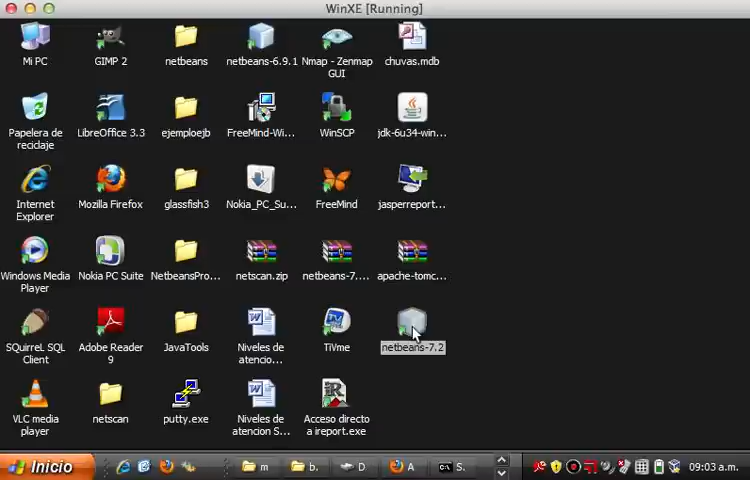 WinXE [Running]
Mi PC
GIMP 2
netbeans
netbeans-6.9.1
Nmap - Zenmap
GUI
chuvas.mdb
Papelera de
reciclaje
LibreOffice 3.3
ejemploejb
FreeMind-Wi...
WinSCP
jdk-6u34-win...
Internet
Explorer
Mozilla Firefox
glassfish3
Nokia_PC_Su...
FreeMind
jasperreport...
Windows Media
Player
Nokia PC Suite
NetbeansPro...
netscan.zip
netbeans-7....
apache-tomc...
SQuirreL SQL
Client
Adobe Reader
9
JavaTools
Niveles de
atencio...
TiVme
netbeans-7.2
VLC media
player
netscan
putty.exe
Niveles de
atencion S...
Acceso directo
a ireport.exe
Inicio
m
b.
D
A
S.
09:03 a.m.